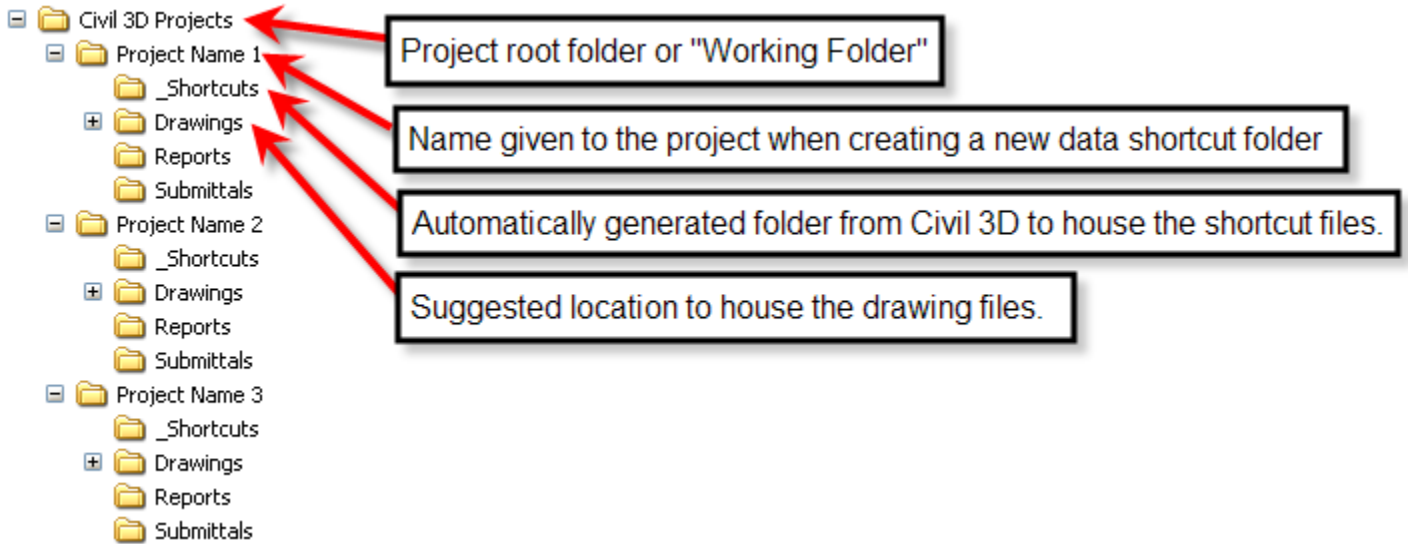 Civil 3D Projects
Project root folder or "Working Folder"
Project Name 1
_Shortcuts
Name given to the project when creating a new data shortcut folder
Drawings
Reports
Submittals
Automatically generated folder from Civil 3D to house the shortcut files.
Project Name 2
_Shortcuts
Suggested location to house the drawing files.
Drawings
Reports
Submittals
Project Name 3
_Shortcuts
Drawings
Reports
Submittals